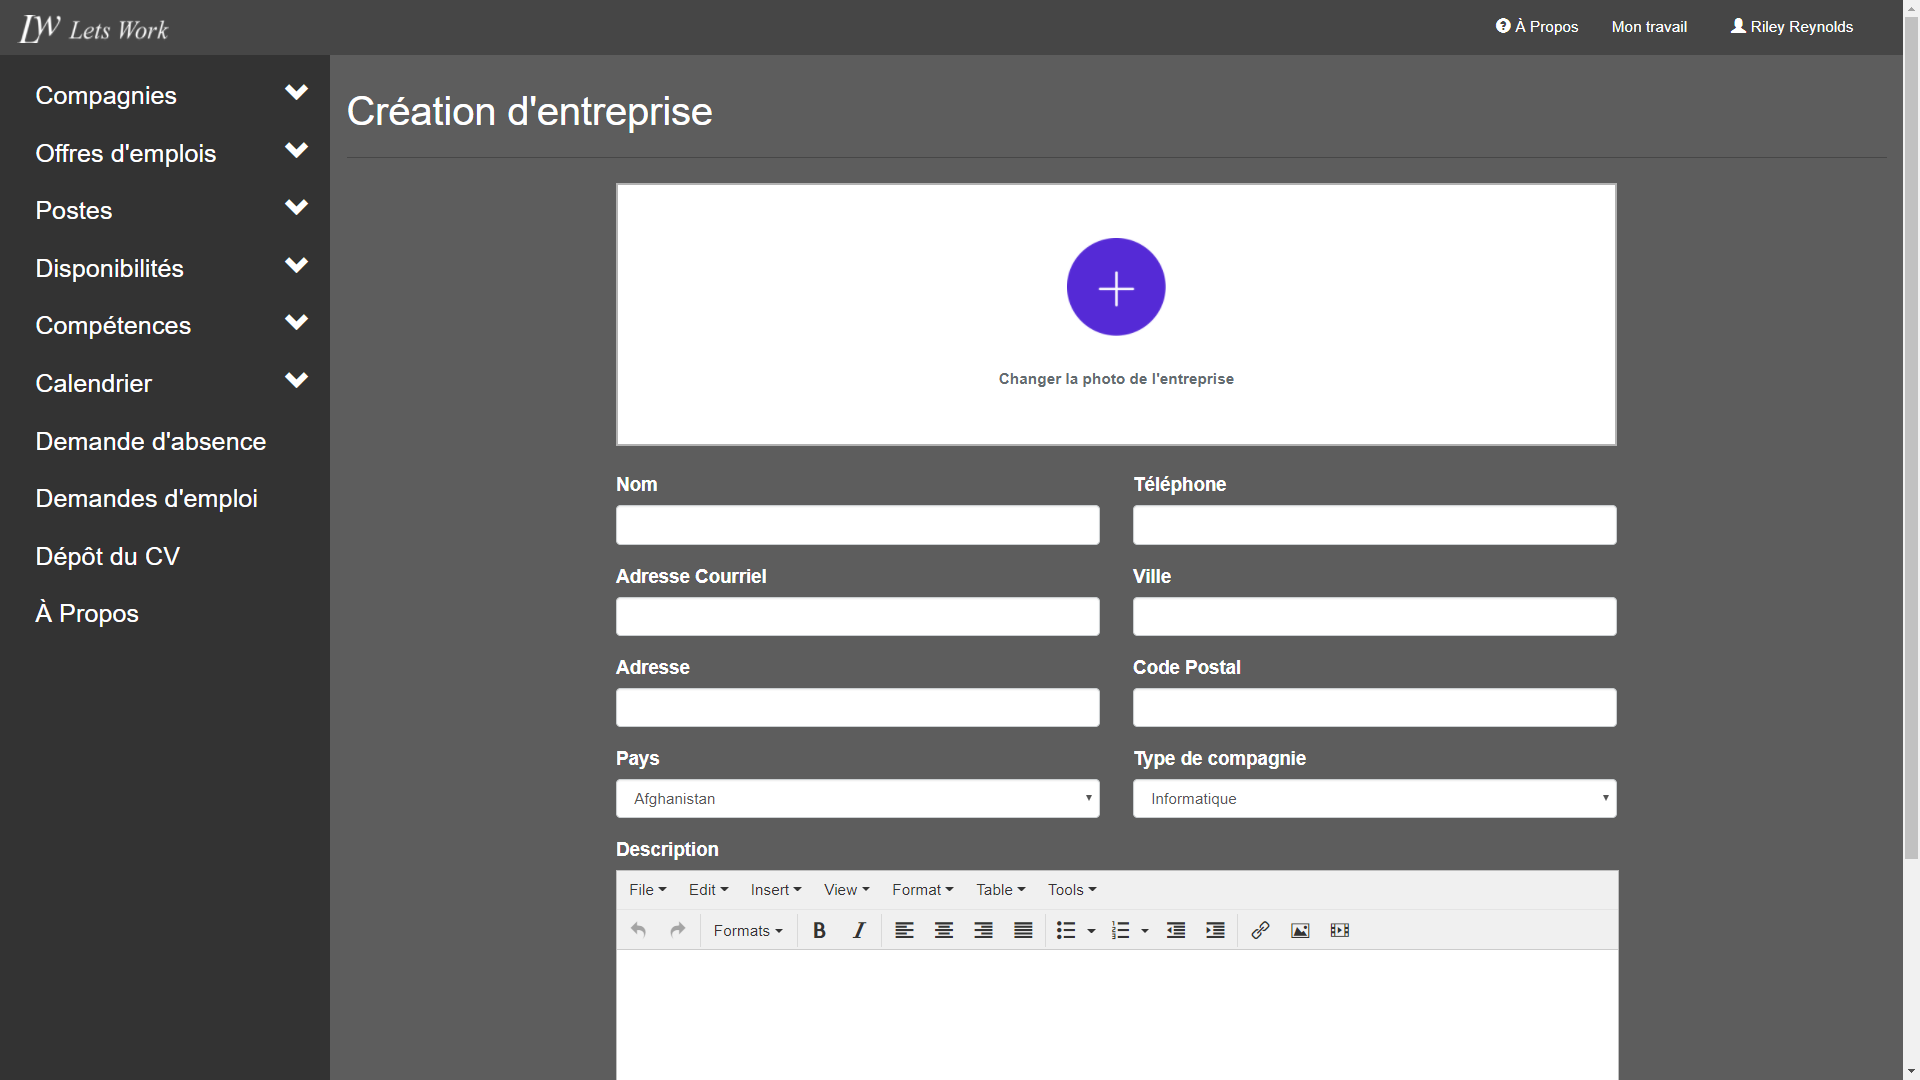 LW Lets Work
À Propos
Mon travail
Riley Reynolds
Compagnies
Offres d'emplois
Postes
Disponibilités
Compétences
Calendrier
Demande d'absence
Demandes d'emploi
Dépôt du CV
À Propos
Création d'entreprise
Changer la photo de l'entreprise
Nom
Téléphone
Adresse Courriel
Ville
Adresse
Code Postal
Pays
Type de compagnie
Afghanistan
Informatique
Description
File Edit Insert View Format Table Tools
Formats B I